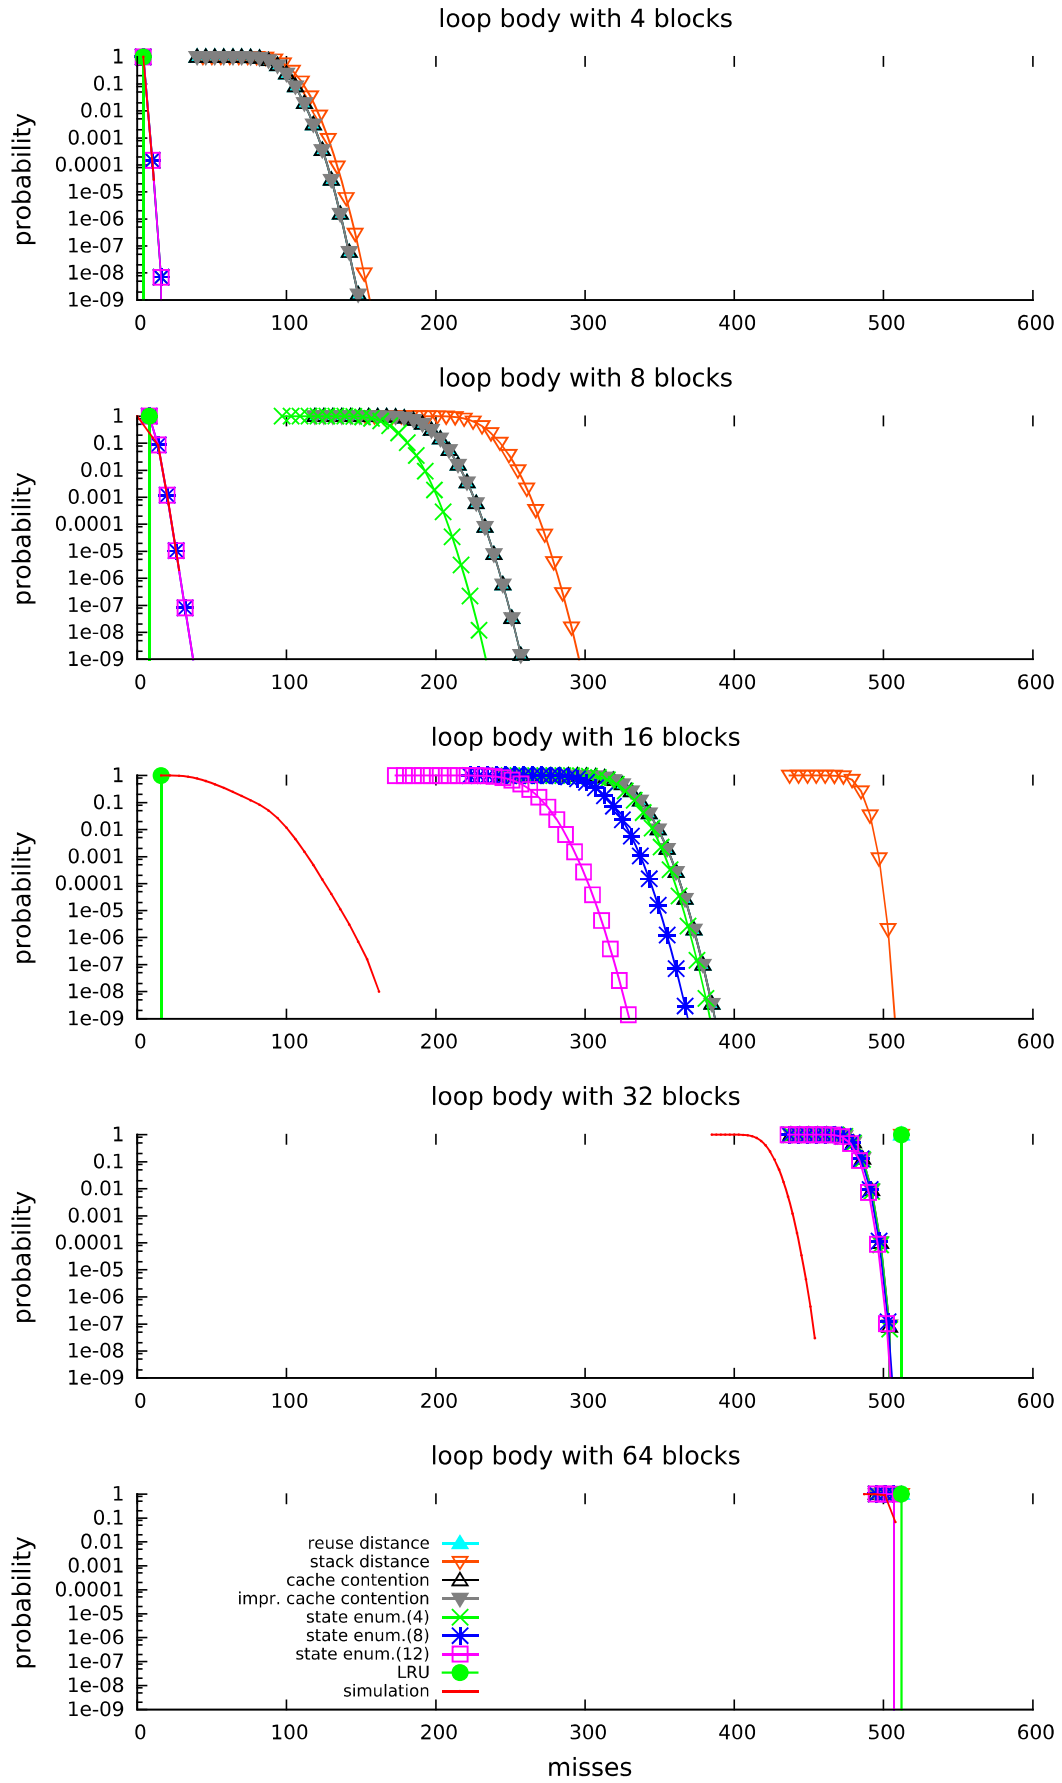 loop body with 4 blocks
probability
1
0.1
0.01
0.001
0.0001
1e-05
1e-06
1e-07
1e-08
1e-09
0 100 200 300 400 500 600
loop body with 8 blocks
probability
1
0.1
0.01
0.001
0.0001
1e-05
1e-06
1e-07
1e-08
1e-09
0 100 200 300 400 500 600
loop body with 16 blocks
probability
1
0.1
0.01
0.001
0.0001
1e-05
1e-06
1e-07
1e-08
1e-09
0 100 200 300 400 500 600
loop body with 32 blocks
probability
1
0.1
0.01
0.001
0.0001
1e-05
1e-06
1e-07
1e-08
1e-09
0 100 200 300 400 500 600
loop body with 64 blocks
probability
1
0.1
0.01
0.001
0.0001
1e-05
1e-06
1e-07
1e-08
1e-09
reuse distance
stack distance
cache contention
impr. cache contention
state enum.(4)
state enum.(8)
state enum.(12)
LRU
simulation
0 100 200 300 400 500 600
misses